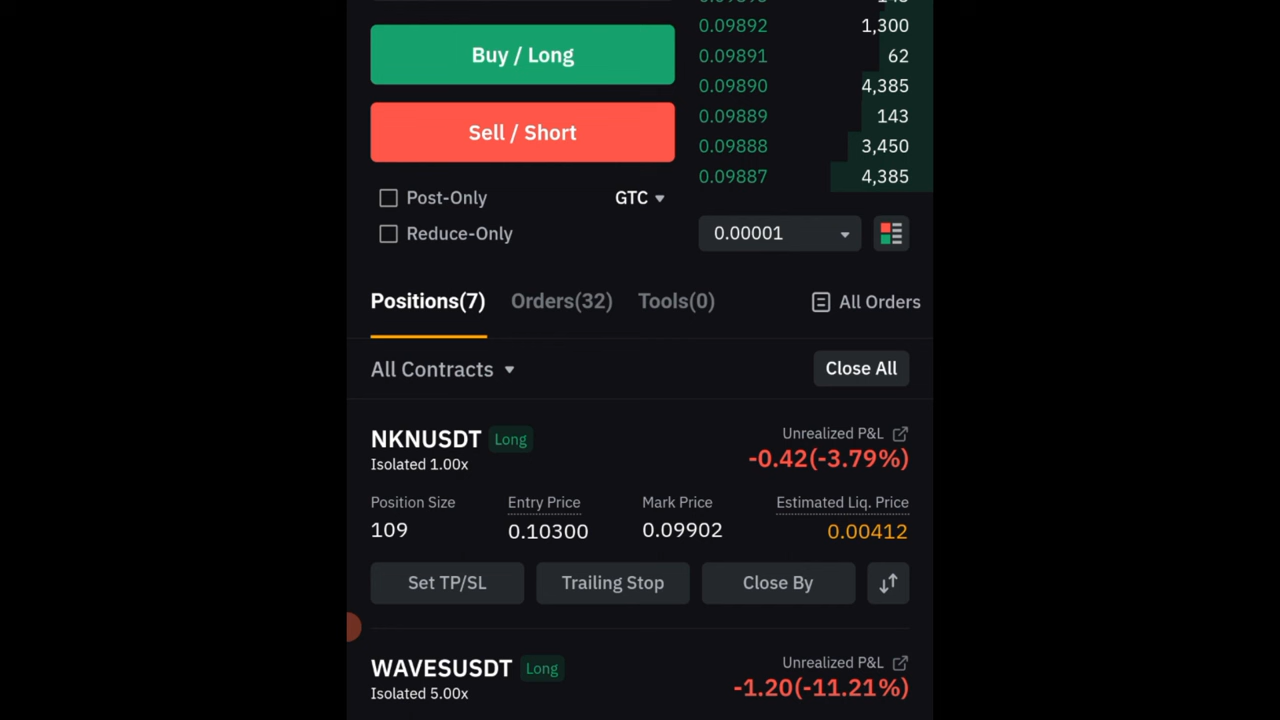 0.09892 1,300
Buy / Long
0.09891 62
0.09890 4,385
0.09889 143
Sell / Short
0.09888 3,450
0.09887 4,385
Post-Only GTC
Reduce-Only 0.00001
Positions(7) Orders(32) Tools(0) All Orders
All Contracts Close All
NKNUSDT Long Unrealized P&L
Isolated 1.00x -0.42(-3.79%)
Position Size Entry Price Mark Price Estimated Liq. Price
109 0.10300 0.09902 0.00412
Set TP/SL Trailing Stop Close By
WAVESUSDT Long Unrealized P&L
Isolated 5.00x -1.20(-11.21%)